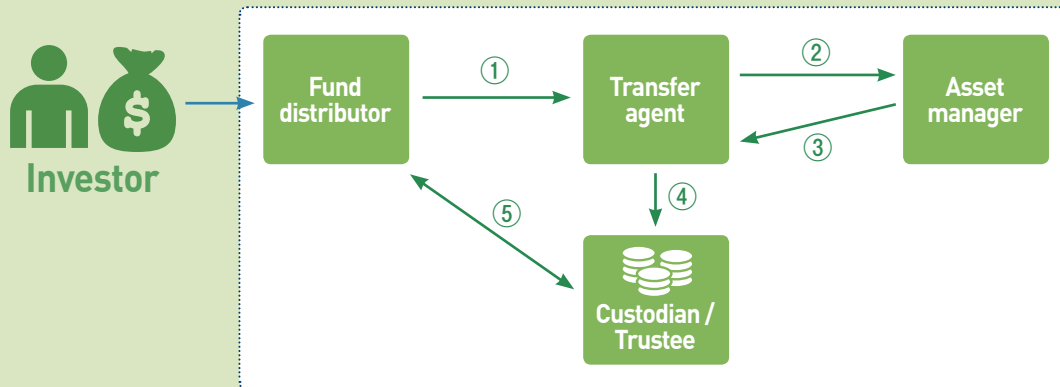 $
Investor
Fund
distributor
①
Transfer
agent
②
③
Asset
manager
④
⑤
Custodian /
Trustee